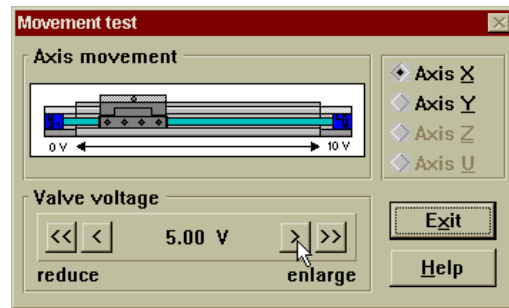 Movement test
Axis movement
0 V
10 V
Axis X
Axis Y
Axis Z
Axis U
Valve voltage
<< < 5.00 V > >>
reduce
enlarge
Exit
Help